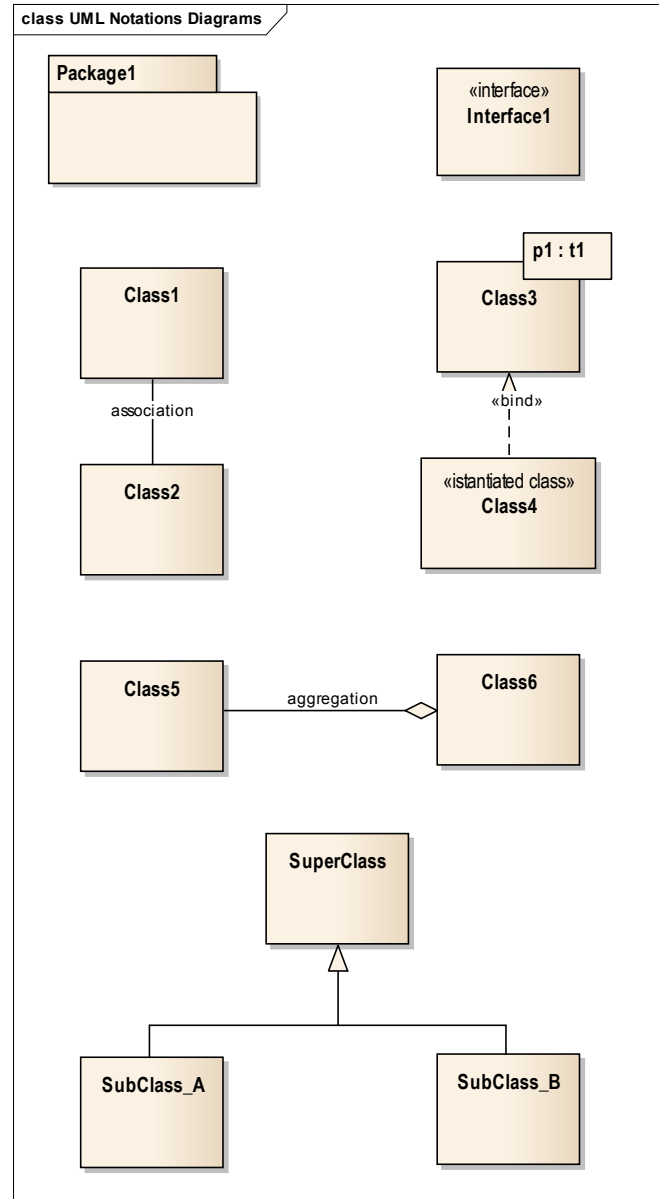 class UML Notations Diagrams
Package1
«interface»
Interface1
p1 : t1
Class1
Class3
association
«bind»
Class2
«istantiated class»
Class4
Class5
aggregation
Class6
SuperClass
SubClass_A
SubClass_B